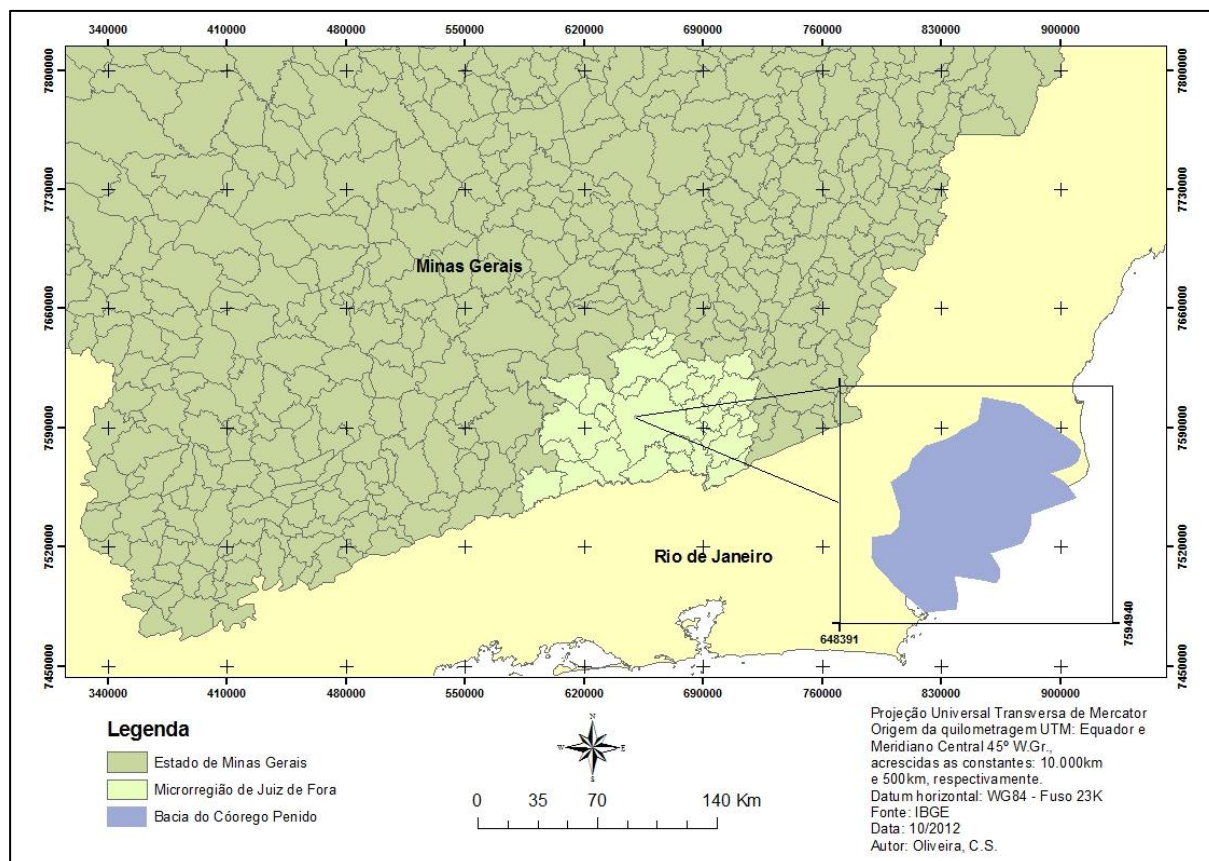 340000 410000 480000 550000 620000 690000 760000 830000 900000
7800000 7800000
7730000 7730000
Minas Gerais
7660000 7660000
7590000 7590000
7520000 7520000
Rio de Janeiro
648391
7594940
7450000 7450000
340000 410000 480000 550000 620000 690000 760000 830000 900000
Legenda
Estado de Minas Gerais
Microrregião de Juiz de Fora
Bacia do Cóorego Penido
N
W E
S
0 35 70 140 Km
Projeção Universal Transversa de Mercator
Origem da quilometragem UTM: Equador e
Meridiano Central 45º W.Gr.,
acrescidas as constantes: 10.000km
e 500km, respectivamente.
Datum horizontal: WG84 - Fuso 23K
Fonte: IBGE
Data: 10/2012
Autor: Oliveira, C.S.